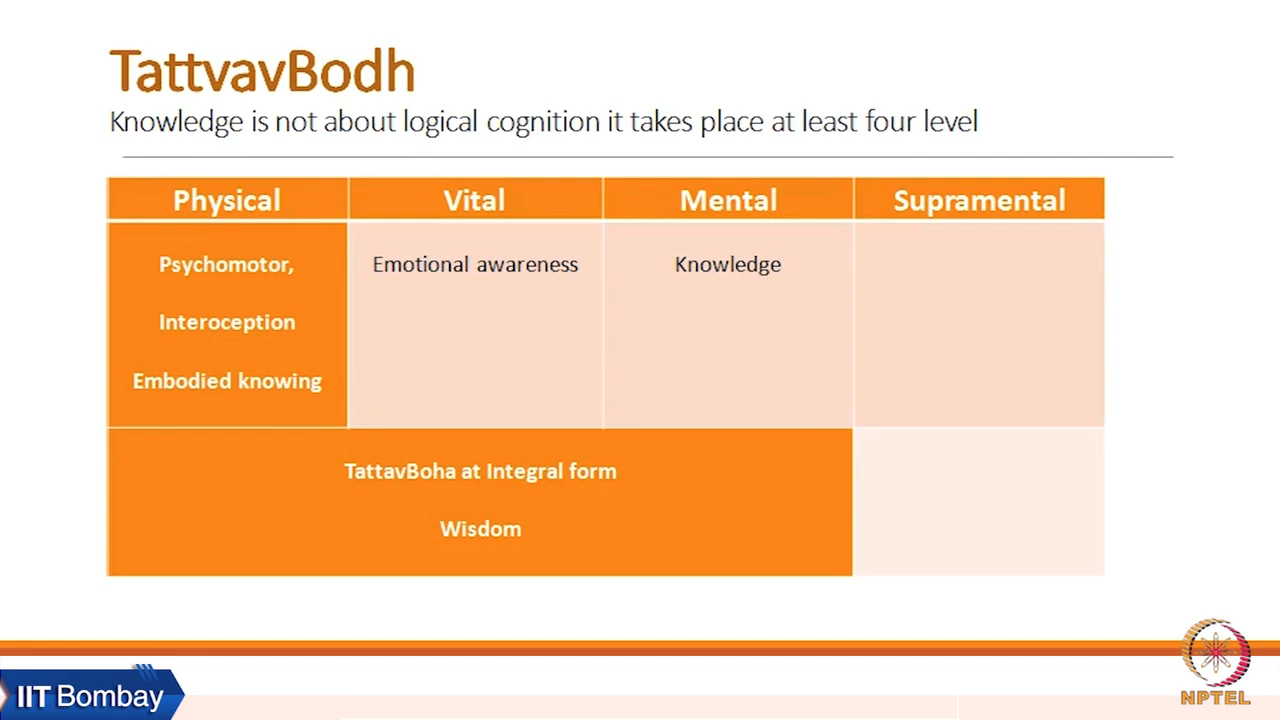 TattvavBodh
Knowledge is not about logical cognition it takes place at least four level
Physical Vital Mental Supramental
Psychomotor, Emotional awareness Knowledge
Interoception
Embodied knowing
TattavBoha at Integral form
Wisdom
IIT Bombay
NPTEL